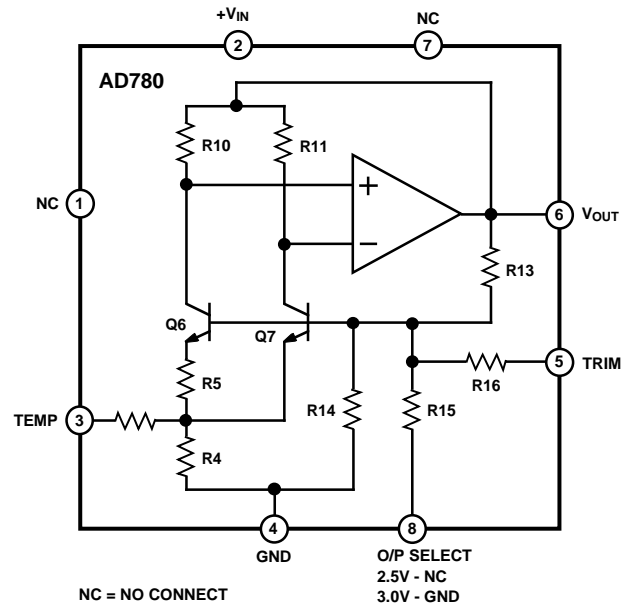 +VIN
NC
2
7
AD780
R10
R11
NC
1
+
−
6
VOUT
R13
Q6
Q7
R5
R16
5
TRIM
TEMP
3
R14
R15
R4
4
8
GND
O/P SELECT
2.5V - NC
3.0V - GND
NC = NO CONNECT